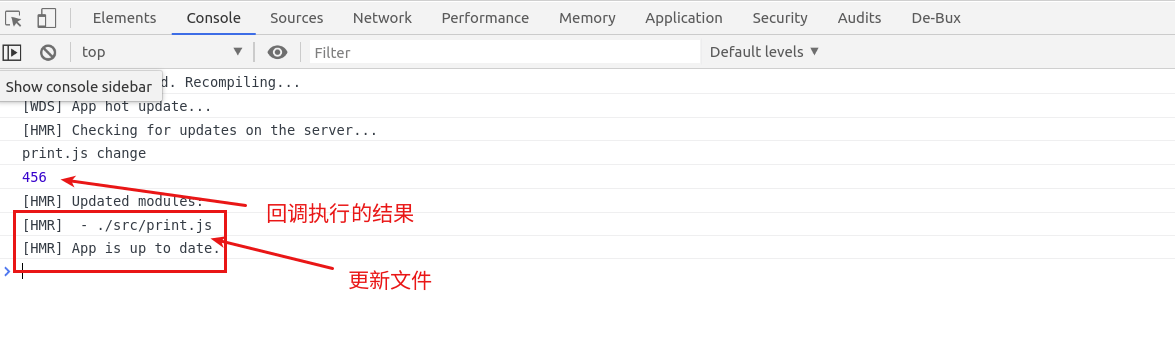 Elements Console Sources Network Performance Memory Application Security Audits De-Bux
top Filter Default levels
Show console sidebar
d. Recompiling...
[WDS] App hot update...
[HMR] Checking for updates on the server...
print.js change
456
[HMR] Updated modules:
回调执行的结果
[HMR]  - ./src/print.js
[HMR] App is up to date.
更新文件